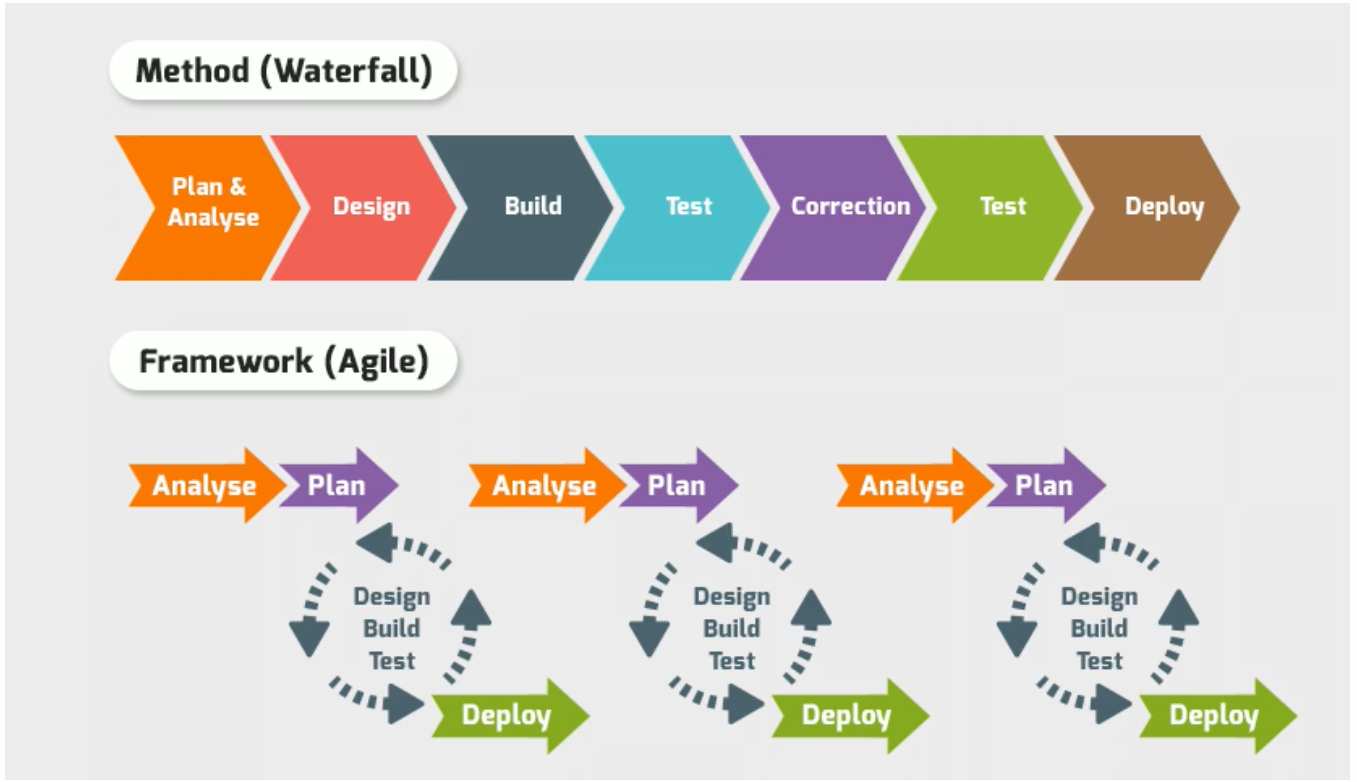 Method (Waterfall)
Plan &
Analyse
Design
Build
Test
Correction
Test
Deploy
Framework (Agile)
Analyse
Plan
Design
Build
Test
Deploy
Analyse
Plan
Design
Build
Test
Deploy
Analyse
Plan
Design
Build
Test
Deploy